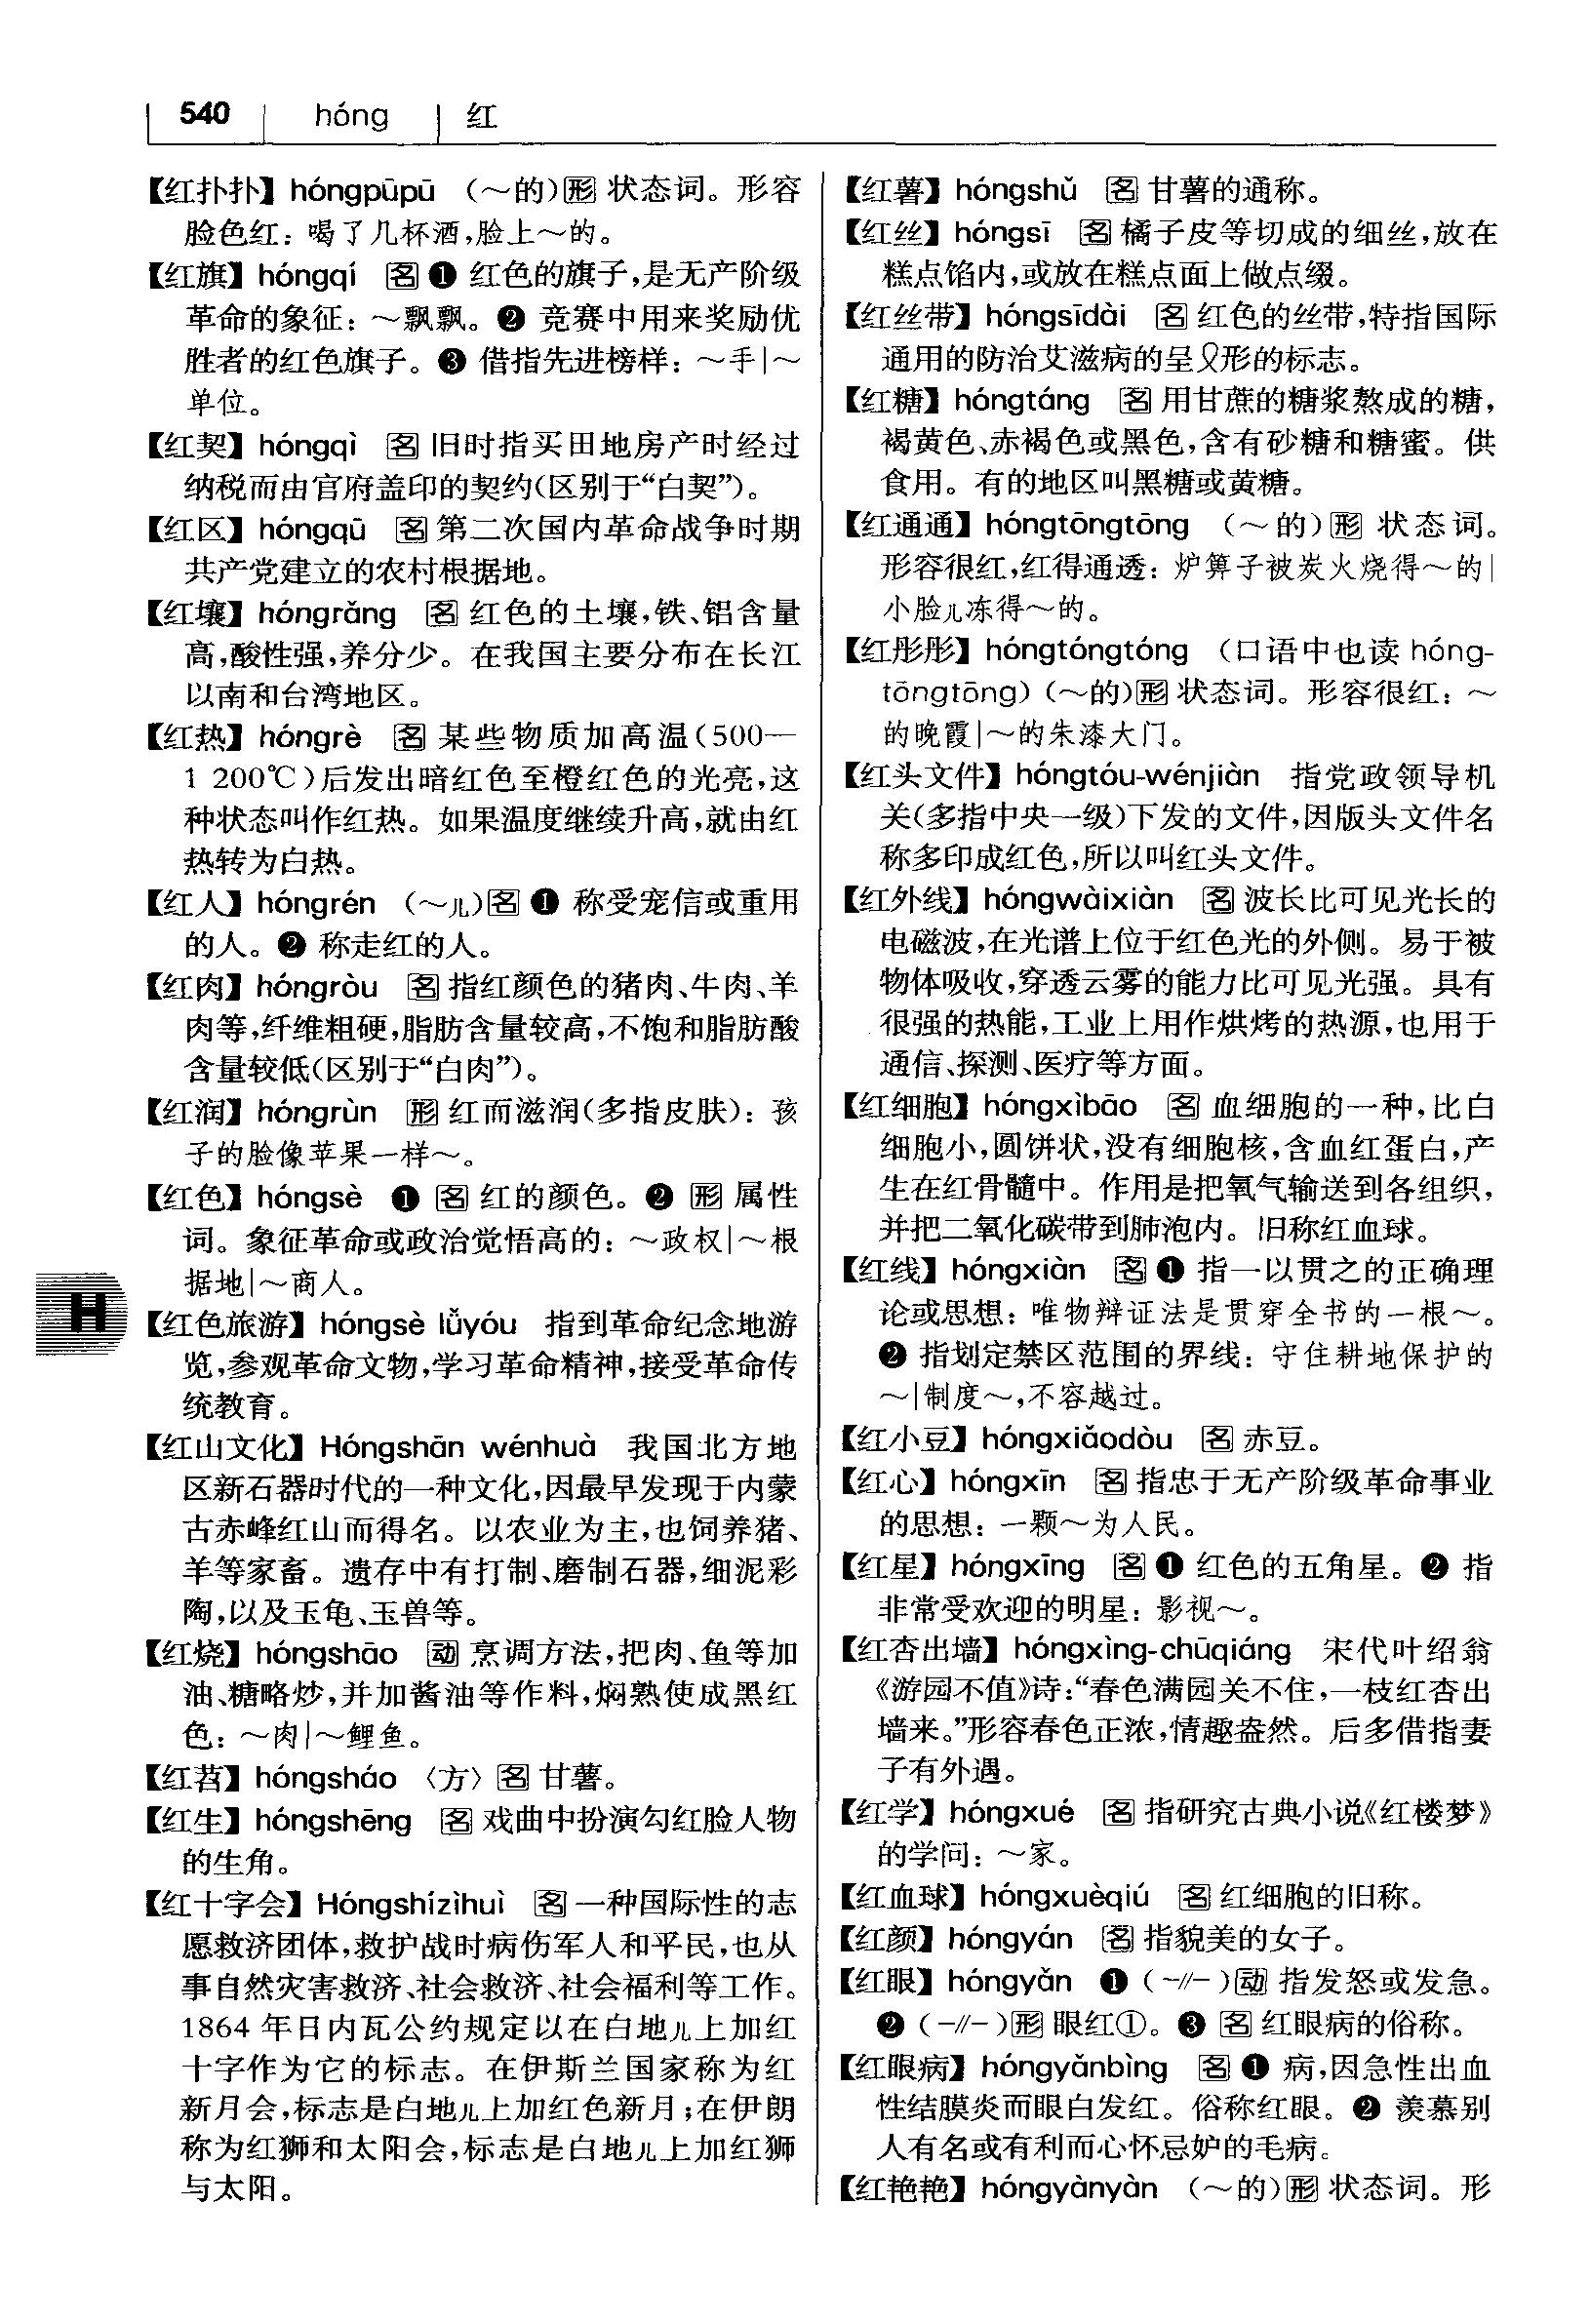 540 hóng 红
【红扑扑】hóngpūpū （～的）形 状态词。形容
脸色红：喝了几杯酒，脸上～的。
【红旗】hóngqí 名 ❶ 红色的旗子，是无产阶级
革命的象征：～飘飘。❷ 竞赛中用来奖励优
胜者的红色旗子。❸ 借指先进榜样：～手|～
单位。
【红契】hóngqì 名 旧时指买田地房产时经过
纳税而由官府盖印的契约（区别于“白契”）。
【红区】hóngqū 名 第二次国内革命战争时期
共产党建立的农村根据地。
【红壤】hóngrǎng 名 红色的土壤，铁、铝含量
高，酸性强，养分少。在我国主要分布在长江
以南和台湾地区。
【红热】hóngrè 名 某些物质加高温（500—
1 200℃）后发出暗红色至橙红色的光亮，这
种状态叫作红热。如果温度继续升高，就由红
热转为白热。
【红人】hóngrén （～儿）名 ❶ 称受宠信或重用
的人。❷ 称走红的人。
【红肉】hóngròu 名 指红颜色的猪肉、牛肉、羊
肉等，纤维粗硬，脂肪含量较高，不饱和脂肪酸
含量较低（区别于“白肉”）。
【红润】hóngrùn 形 红而滋润（多指皮肤）：孩
子的脸像苹果一样～。
【红色】hóngsè ❶ 名 红的颜色。❷ 形 属性
词。象征革命或政治觉悟高的：～政权|～根
据地|～商人。
【红色旅游】hóngsè lǚyóu 指到革命纪念地游
览，参观革命文物，学习革命精神，接受革命传
统教育。
【红山文化】Hóngshān wénhuà 我国北方地
区新石器时代的一种文化，因最早发现于内蒙
古赤峰红山而得名。以农业为主，也饲养猪、
羊等家畜。遗存中有打制、磨制石器，细泥彩
陶，以及玉龟、玉兽等。
【红烧】hóngshāo 动 烹调方法，把肉、鱼等加
油、糖略炒，并加酱油等作料，焖熟使成黑红
色：～肉|～鲤鱼。
【红苕】hóngsháo 〈方〉名 甘薯。
【红生】hóngshēng 名 戏曲中扮演勾红脸人物
的生角。
【红十字会】Hóngshízìhuì 名 一种国际性的志
愿救济团体，救护战时病伤军人和平民，也从
事自然灾害救济、社会救济、社会福利等工作。
1864 年日内瓦公约规定以在白地儿上加红
十字作为它的标志。在伊斯兰国家称为红
新月会，标志是白地儿上加红色新月；在伊朗
称为红狮和太阳会，标志是白地儿上加红狮
与太阳。
H
【红薯】hóngshǔ 名 甘薯的通称。
【红丝】hóngsī 名 橘子皮等切成的细丝，放在
糕点馅内，或放在糕点面上做点缀。
【红丝带】hóngsīdài 名 红色的丝带，特指国际
通用的防治艾滋病的呈形的标志。
【红糖】hóngtáng 名 用甘蔗的糖浆熬成的糖，
褐黄色、赤褐色或黑色，含有砂糖和糖蜜。供
食用。有的地区叫黑糖或黄糖。
【红通通】hóngtōngtōng （～的）形 状态词。
形容很红，红得通透：炉箅子被炭火烧得～的|
小脸儿冻得～的。
【红彤彤】hóngtóngtóng （口语中也读 hóng-
tōngtōng）（～的）形 状态词。形容很红：～
的晚霞|～的朱漆大门。
【红头文件】hóngtóu-wénjiàn 指党政领导机
关（多指中央一级）下发的文件，因版头文件名
称多印成红色，所以叫红头文件。
【红外线】hóngwàixiàn 名 波长比可见光长的
电磁波，在光谱上位于红色光的外侧。易于被
物体吸收，穿透云雾的能力比可见光强。具有
很强的热能，工业上用作烘烤的热源，也用于
通信、探测、医疗等方面。
【红细胞】hóngxìbāo 名 血细胞的一种，比白
细胞小，圆饼状，没有细胞核，含血红蛋白，产
生在红骨髓中。作用是把氧气输送到各组织，
并把二氧化碳带到肺泡内。旧称红血球。
【红线】hóngxiàn 名 ❶ 指一以贯之的正确理
论或思想：唯物辩证法是贯穿全书的一根～。
❷ 指划定禁区范围的界线：守住耕地保护的
～|制度～，不容越过。
【红小豆】hóngxiǎodòu 名 赤豆。
【红心】hóngxīn 名 指忠于无产阶级革命事业
的思想：一颗～为人民。
【红星】hóngxīng 名 ❶ 红色的五角星。❷ 指
非常受欢迎的明星：影视～。
【红杏出墙】hóngxìng-chūqiáng 宋代叶绍翁
《游园不值》诗：“春色满园关不住，一枝红杏出
墙来。”形容春色正浓，情趣盎然。后多借指妻
子有外遇。
【红学】hóngxué 名 指研究古典小说《红楼梦》
的学问：～家。
【红血球】hóngxuèqiú 名 红细胞的旧称。
【红颜】hóngyán 名 指貌美的女子。
【红眼】hóngyǎn ❶（-//-）动 指发怒或发急。
❷（-//-）形 眼红①。❸ 名 红眼病的俗称。
【红眼病】hóngyǎnbìng 名 ❶ 病，因急性出血
性结膜炎而眼白发红。俗称红眼。❷ 羡慕别
人有名或有利而心怀忌妒的毛病。
【红艳艳】hóngyànyàn （～的）形 状态词。形